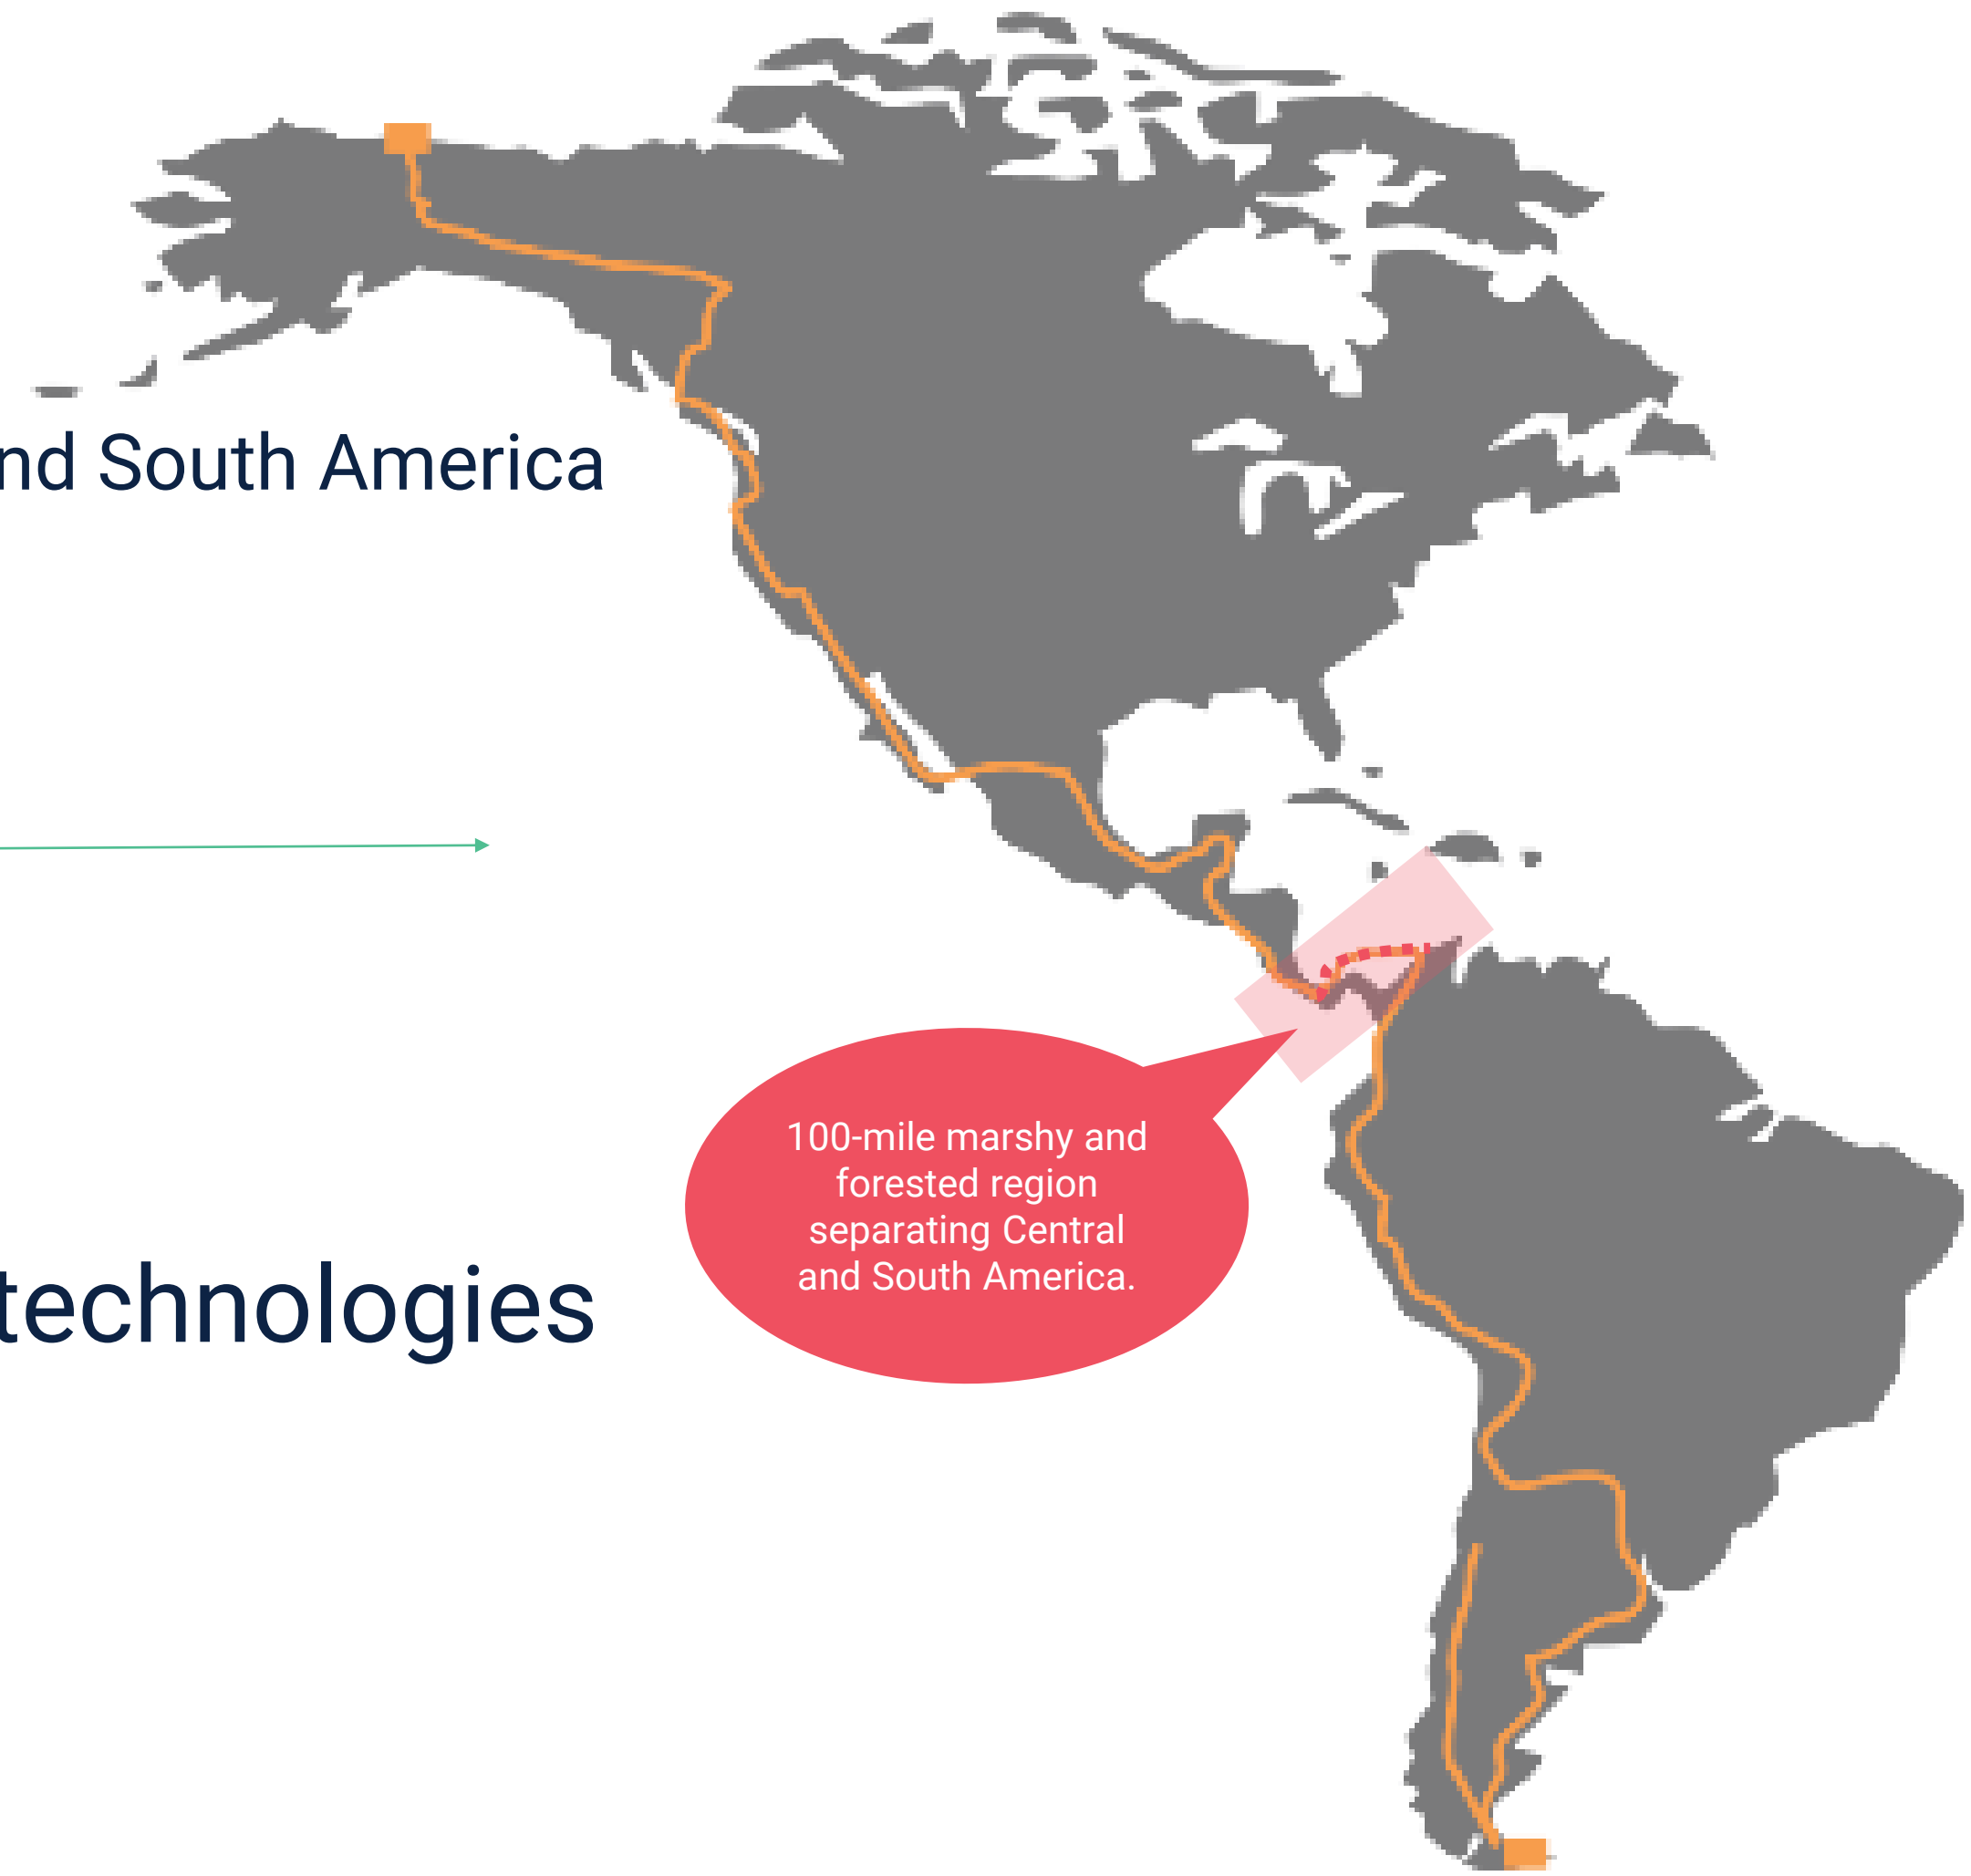 nd South America
technologies
100-mile marshy and
forested region
separating Central
and South America.